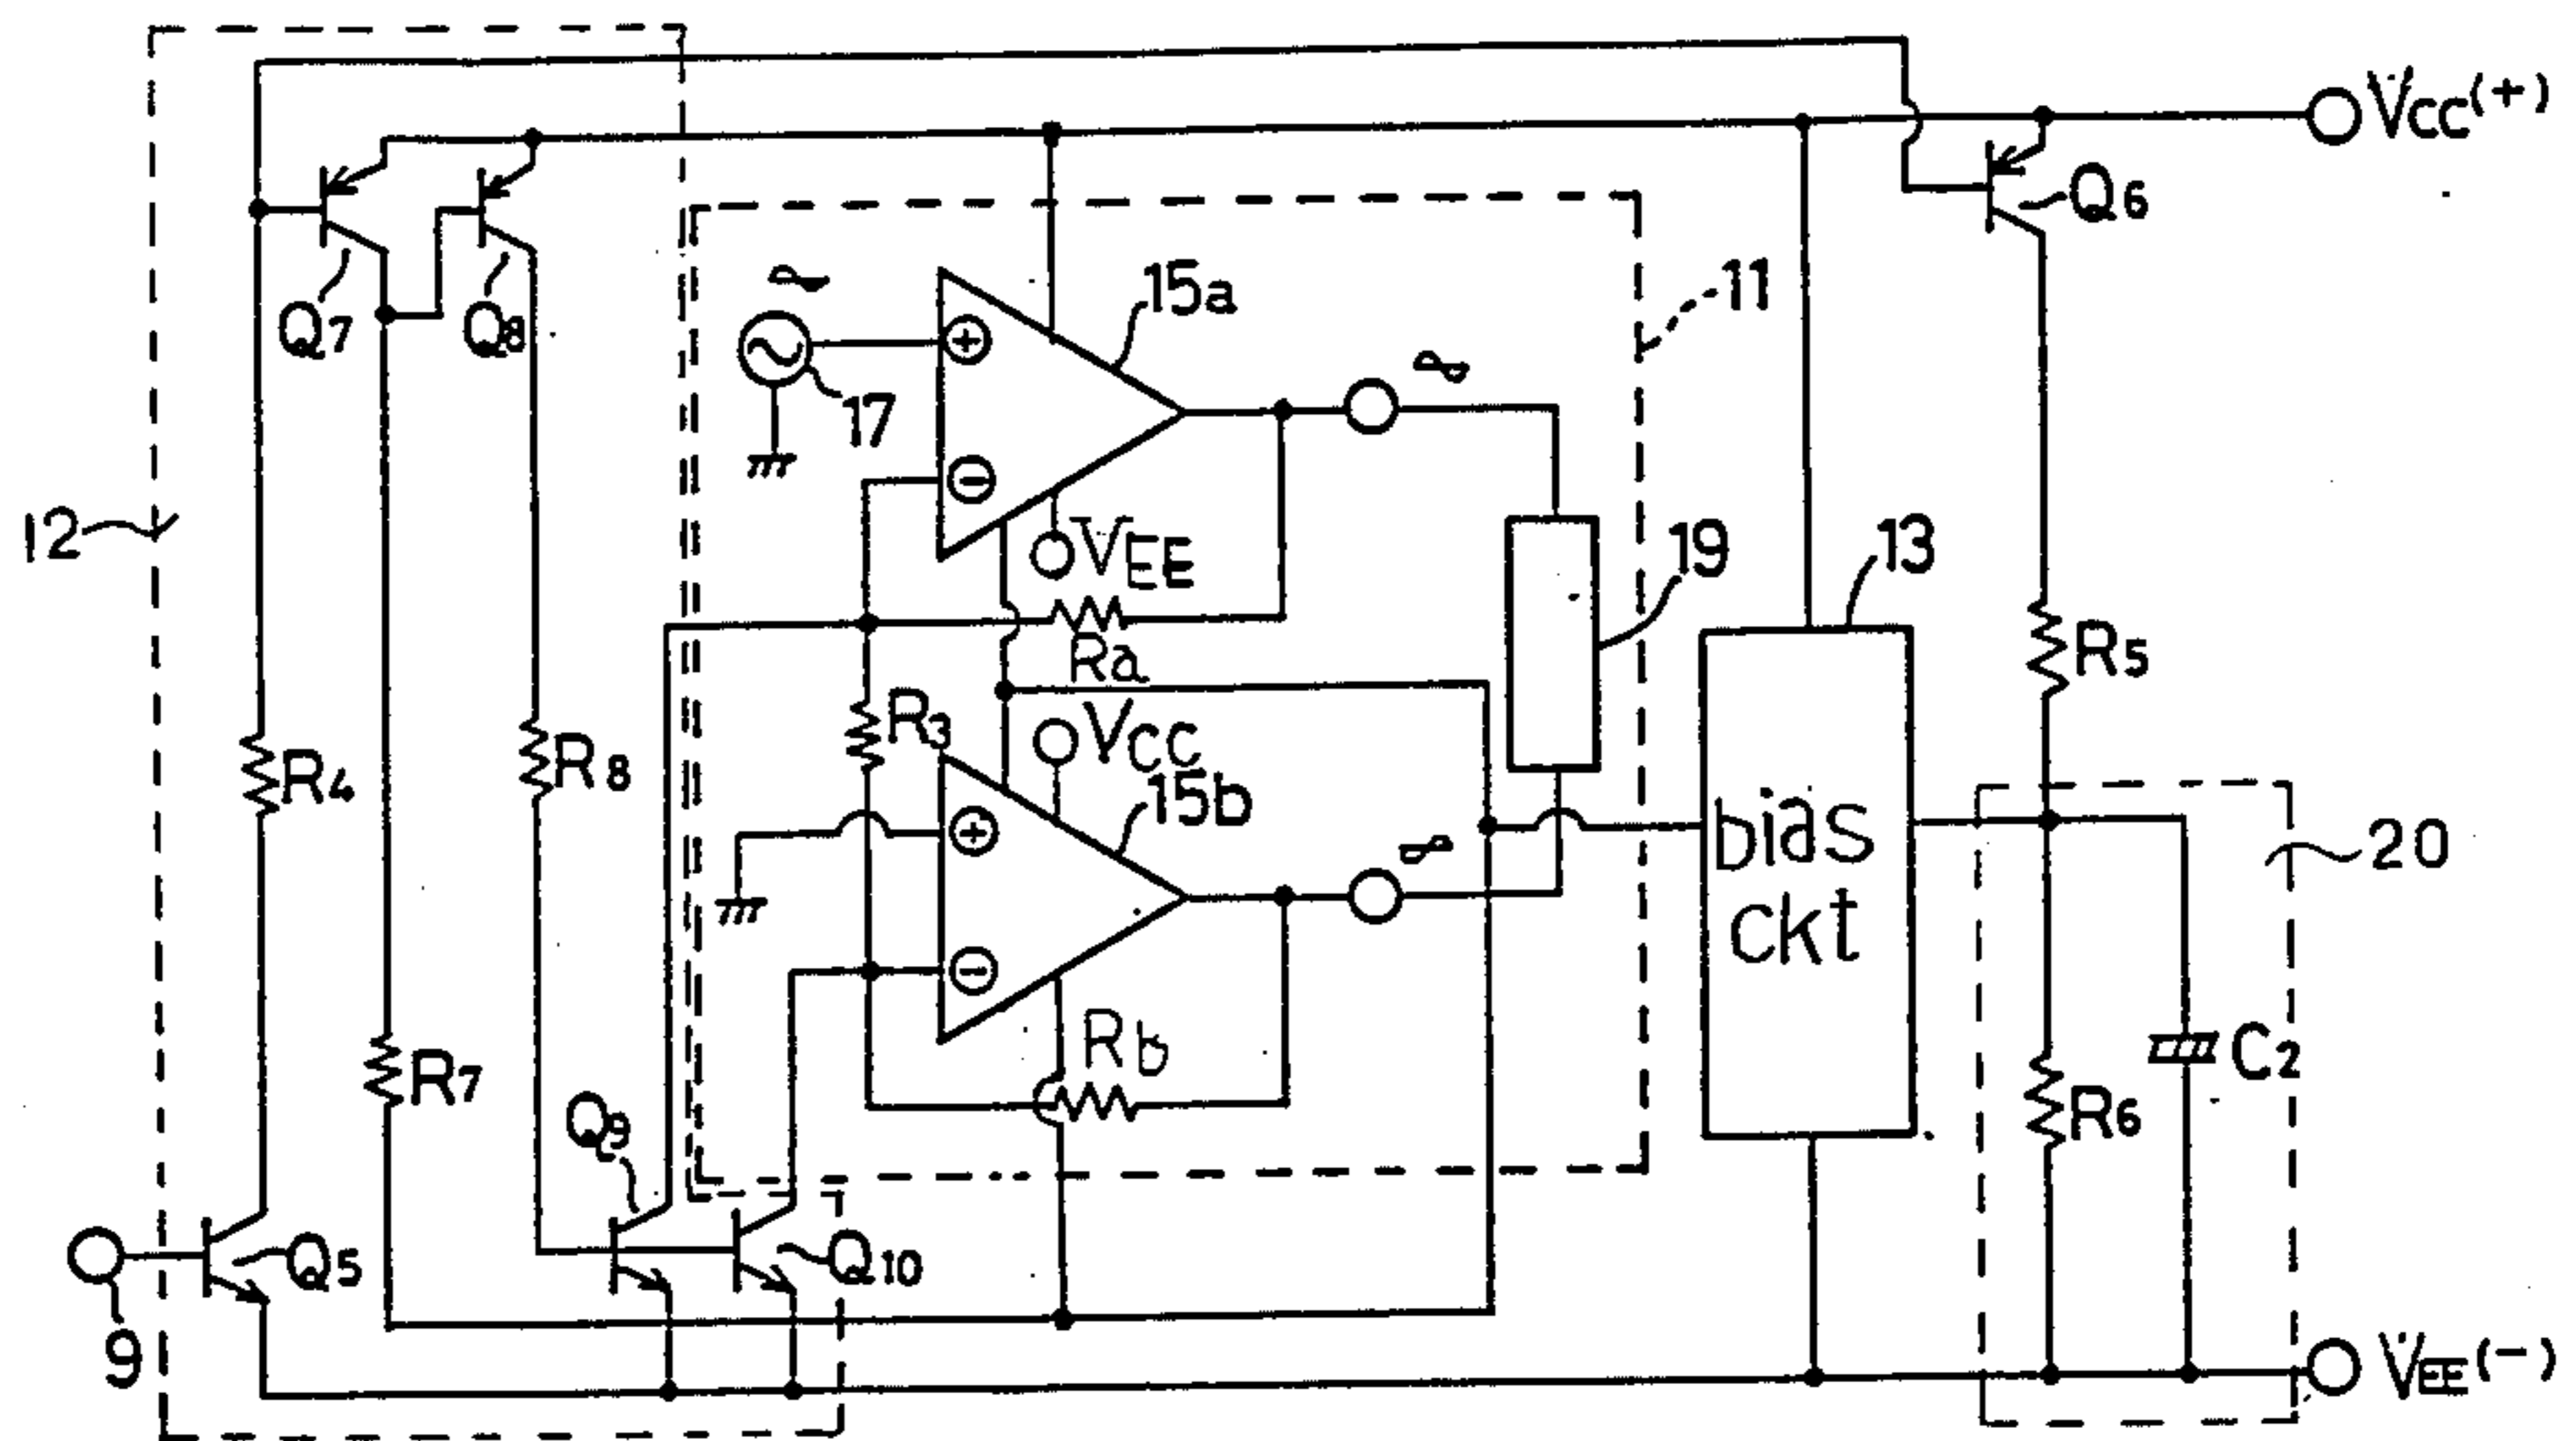 VCC(+)
Q6
Q7
Q8
15a
11
17
12
VEE
19
13
Ra
R5
R3
VCC
R4
R8
15b
bias
ckt
20
Rb
C2
R7
R6
Q9
Q5
Q10
9
VEE(-)